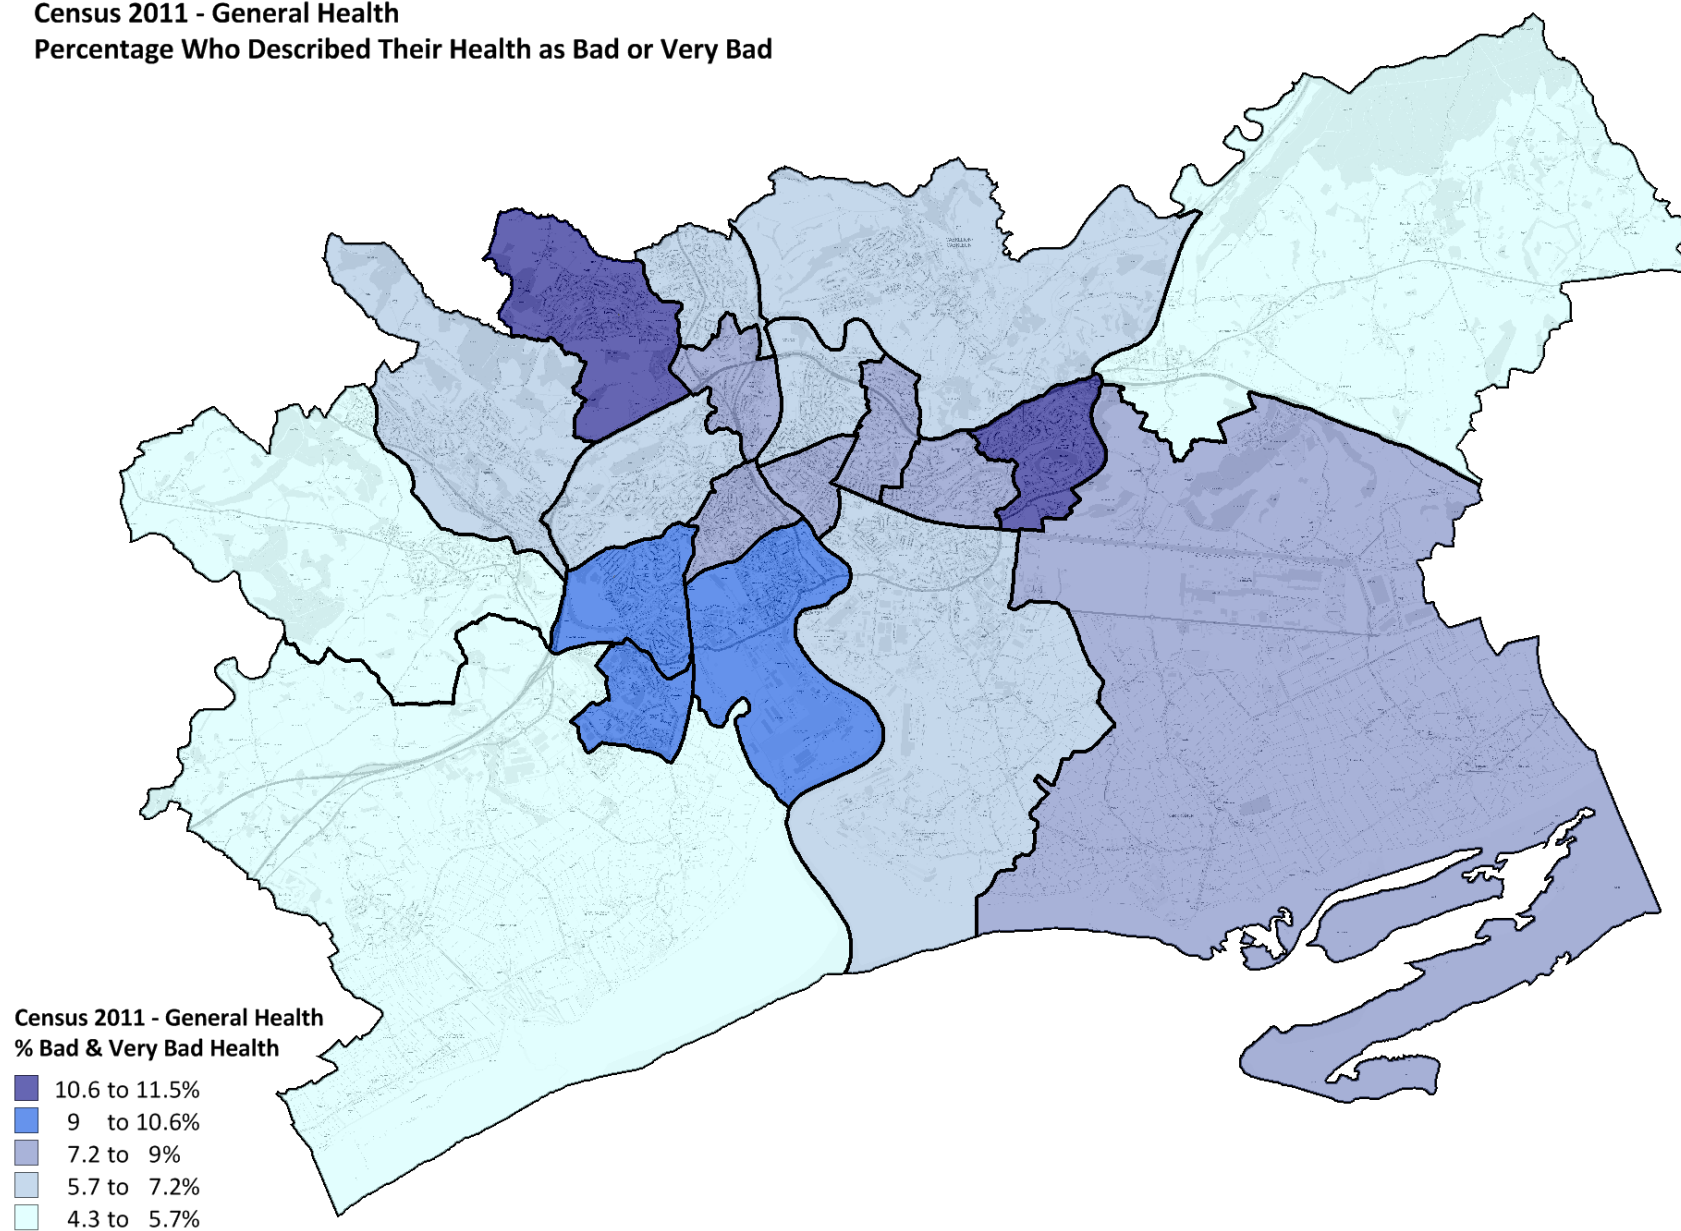 Census 2011 - General Health
Percentage Who Described Their Health as Bad or Very Bad
Census 2011 - General Health
% Bad & Very Bad Health
10.6 to 11.5%
9 to 10.6%
7.2 to 9%
5.7 to 7.2%
4.3 to 5.7%